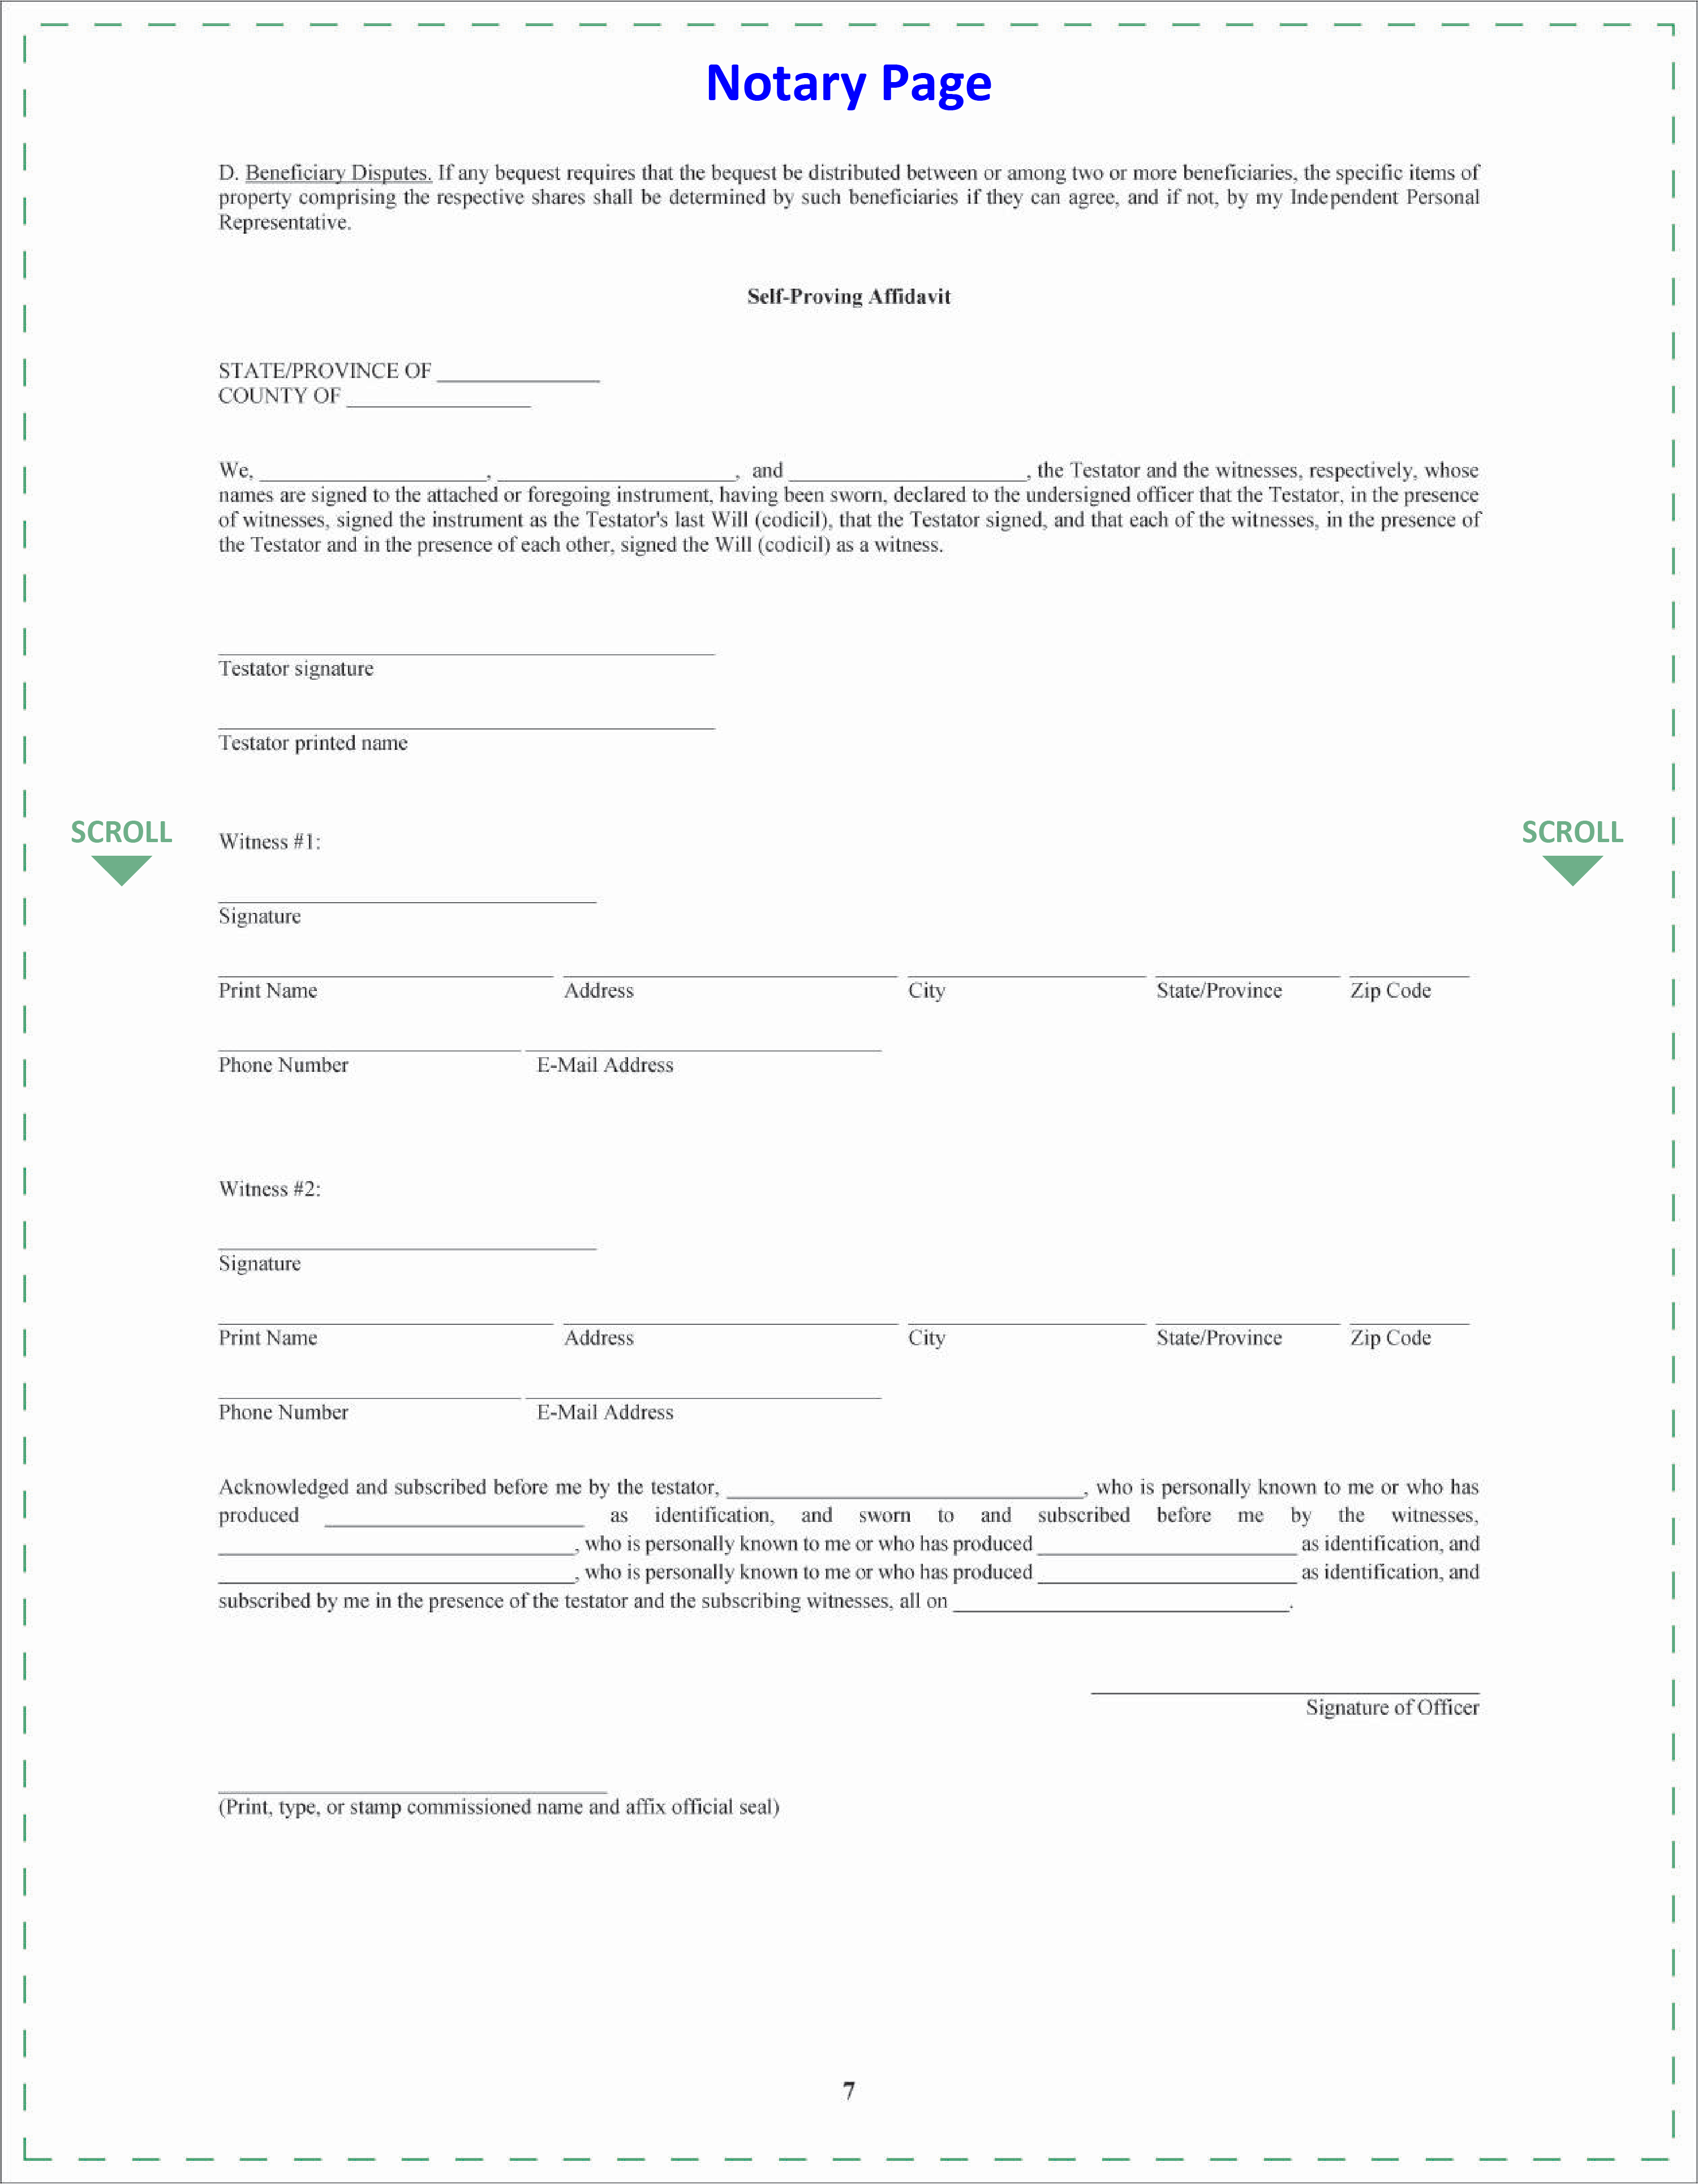 Notary Page
D. Beneficiary Disputes. If any bequest requires that the bequest be distributed between or among two or more beneficiaries, the specific items of
property comprising the respective shares shall be determined by such beneficiaries if they can agree, and if not, by my Independent Personal
Representative.
Self-Proving Affidavit
STATE/PROVINCE OF _______________
COUNTY OF _______________
We, _______________, _______________, and _______________, the Testator and the witnesses, respectively, whose
names are signed to the attached or foregoing instrument, having been sworn, declared to the undersigned officer that the Testator, in the presence
of witnesses, signed the instrument as the Testator's last Will (codicil), that the Testator signed, and that each of the witnesses, in the presence of
the Testator and in the presence of each other, signed the Will (codicil) as a witness.
Testator signature
Testator printed name
SCROLL
SCROLL
Witness #1:
Signature
Print Name Address City State/Province Zip Code
Phone Number E-Mail Address
Witness #2:
Signature
Print Name Address City State/Province Zip Code
Phone Number E-Mail Address
Acknowledged and subscribed before me by the testator, _______________, who is personally known to me or who has
produced _______________ as identification, and sworn to and subscribed before me by the witnesses,
_______________, who is personally known to me or who has produced _______________ as identification, and
_______________, who is personally known to me or who has produced _______________ as identification, and
subscribed by me in the presence of the testator and the subscribing witnesses, all on _______________.
Signature of Officer
(Print, type, or stamp commissioned name and affix official seal)
7